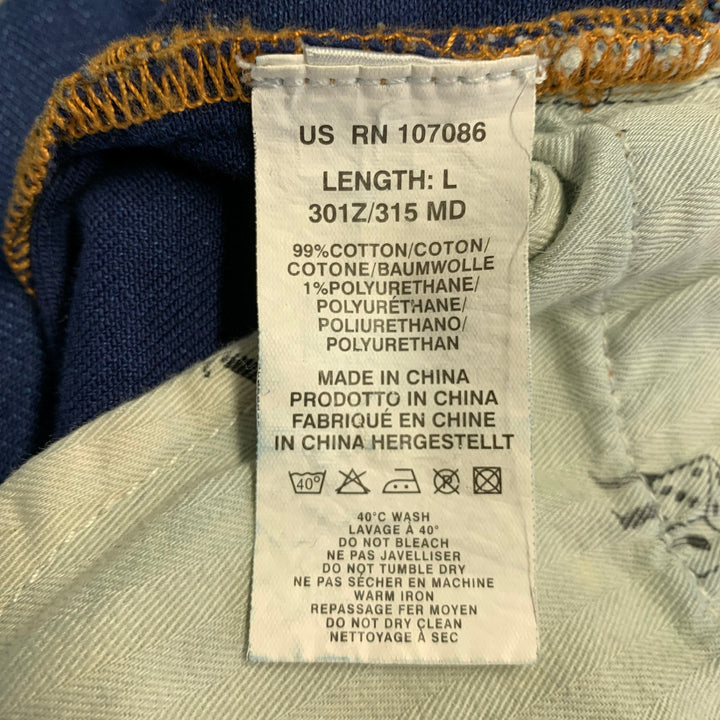 US RN 107086
LENGTH: L
301Z/315 MD
99%COTTON/COTON/
COTONE/BAUMWOLLE
1%POLYURETHANE/
POLYURÉTHANE/
POLIURETHANO/
POLYURETHAN
MADE IN CHINA
PRODOTTO IN CHINA
FABRIQUÉ EN CHINE
IN CHINA HERGESTELLT
40°
40°C WASH
LAVAGE À 40°
DO NOT BLEACH
NE PAS JAVELLISER
DO NOT TUMBLE DRY
NE PAS SÉCHER EN MACHINE
WARM IRON
REPASSAGE FER MOYEN
DO NOT DRY CLEAN
NETTOYAGE À SEC